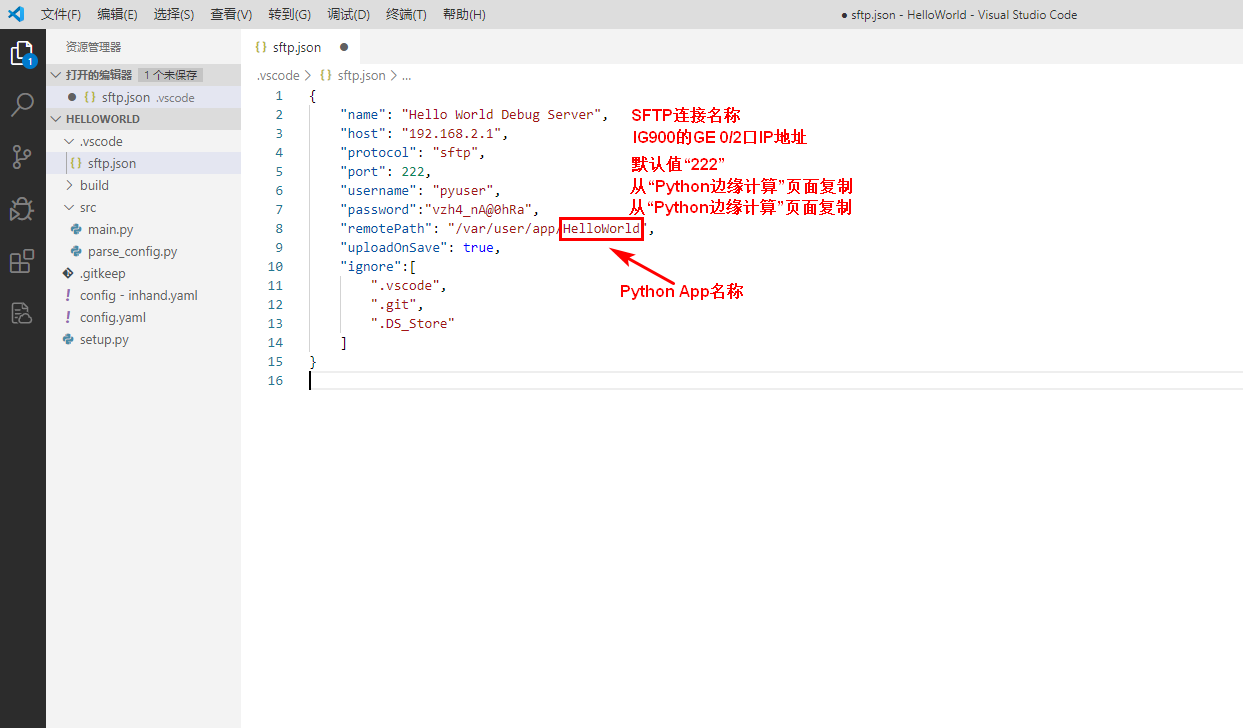 文件(F) 编辑(E) 选择(S) 查看(V) 转到(G) 调试(D) 终端(T) 帮助(H) ● sftp.json - HelloWorld - Visual Studio Code
资源管理器
打开的编辑器 1 个未保存
sftp.json .vscode
HELLOWORLD
.vscode
sftp.json
build
src
main.py
parse_config.py
.gitkeep
config - inhand.yaml
config.yaml
setup.py
1
sftp.json ●
.vscode > {} sftp.json > ...
1 {
2 "name": "Hello World Debug Server", SFTP连接名称
3 "host": "192.168.2.1", IG900的GE 0/2口IP地址
4 "protocol": "sftp",
5 "port": 222, 默认值“222”
6 "username": "pyuser", 从“Python边缘计算”页面复制
7 "password":"vzh4_nA@0hRa", 从“Python边缘计算”页面复制
8 "remotePath": "/var/user/app/HelloWorld",
9 "uploadOnSave": true,
10 "ignore":[
11 ".vscode", Python App名称
12 ".git",
13 ".DS_Store"
14 ]
15 }
16